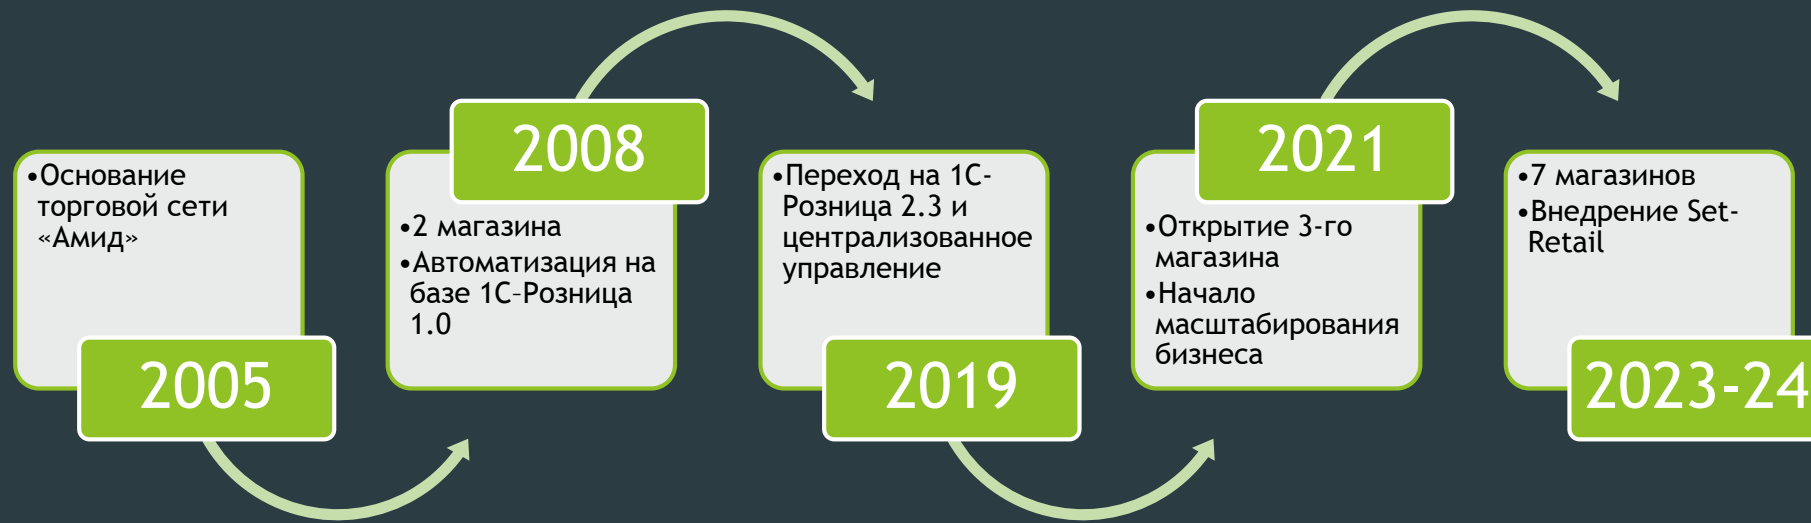 •Основание
торговой сети
«Амид»
2005
2008
•2 магазина
•Автоматизация на
базе 1С–Розница
1.0
•Переход на 1С-
Розница 2.3 и
централизованное
управление
2019
2021
•Открытие 3-го
магазина
•Начало
масштабирования
бизнеса
•7 магазинов
•Внедрение Set-
Retail
2023-24